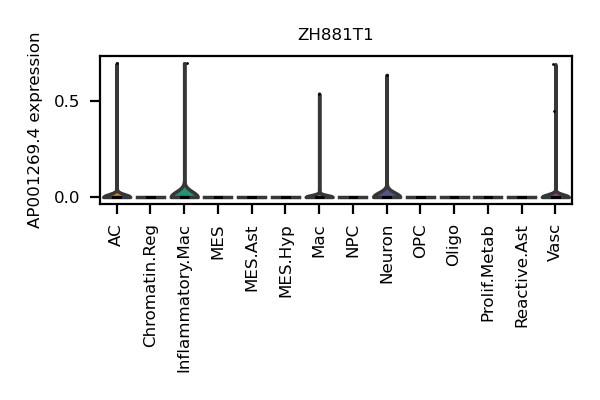 ZH881T1
AP001269.4 expression
0.5
0.0
AC
Chromatin.Reg
Inflammatory.Mac
MES
MES.Ast
MES.Hyp
Mac
NPC
Neuron
OPC
Oligo
Prolif.Metab
Reactive.Ast
Vasc